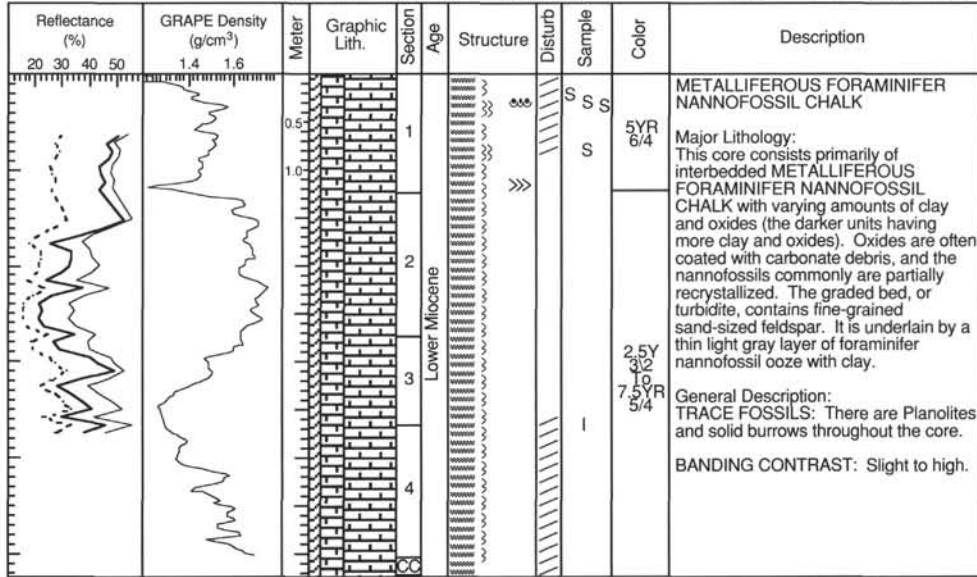 Reflectance
(%)
20 30 40 50
GRAPE Density
(g/cm³)
1.4 1.6
Meter
Graphic
Lith.
Section
Age
Structure
Disturb
Sample
Color
Description
0.5
1.0
1
2
3
4
CC
Lower Miocene
S
S
S
S
I
5YR
6/4
2.5Y
3\2
To
7.5YR
5/4
METALLIFEROUS FORAMINIFER
NANNOFOSSIL CHALK
Major Lithology:
This core consists primarily of
interbedded METALLIFEROUS
FORAMINIFER NANNOFOSSIL
CHALK with varying amounts of clay
and oxides (the darker units having
more clay and oxides). Oxides are often
coated with carbonate debris, and the
nannofossils commonly are partially
recrystallized. The graded bed, or
turbidite, contains fine-grained
sand-sized feldspar. It is underlain by a
thin light gray layer of foraminifer
nannofossil ooze with clay.
General Description:
TRACE FOSSILS: There are Planolites
and solid burrows throughout the core.
BANDING CONTRAST: Slight to high.